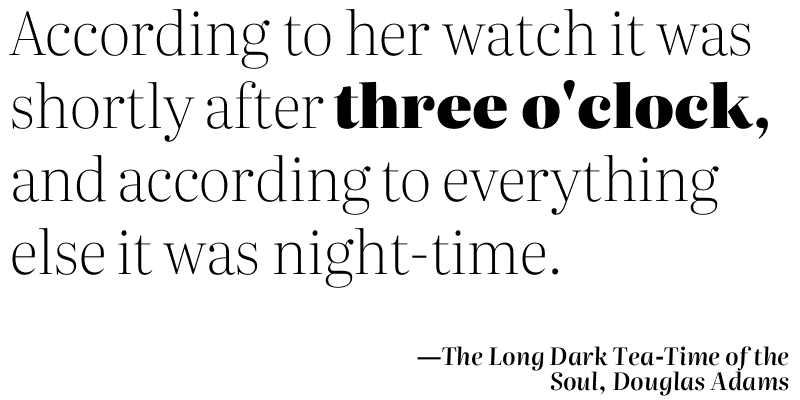 According to her watch it was
shortly after three o'clock,
and according to everything
else it was night-time.
—The Long Dark Tea-Time of the
Soul, Douglas Adams